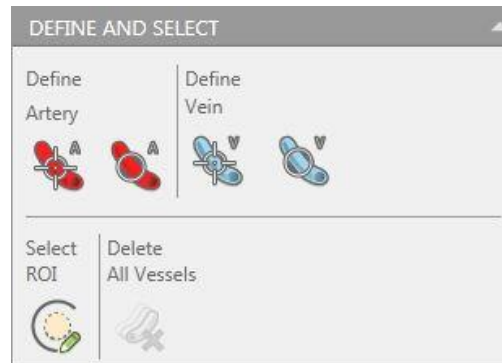 DEFINE AND SELECT
Define
Artery
Define
Vein
A
A
V
V
Select
ROI
Delete
All Vessels